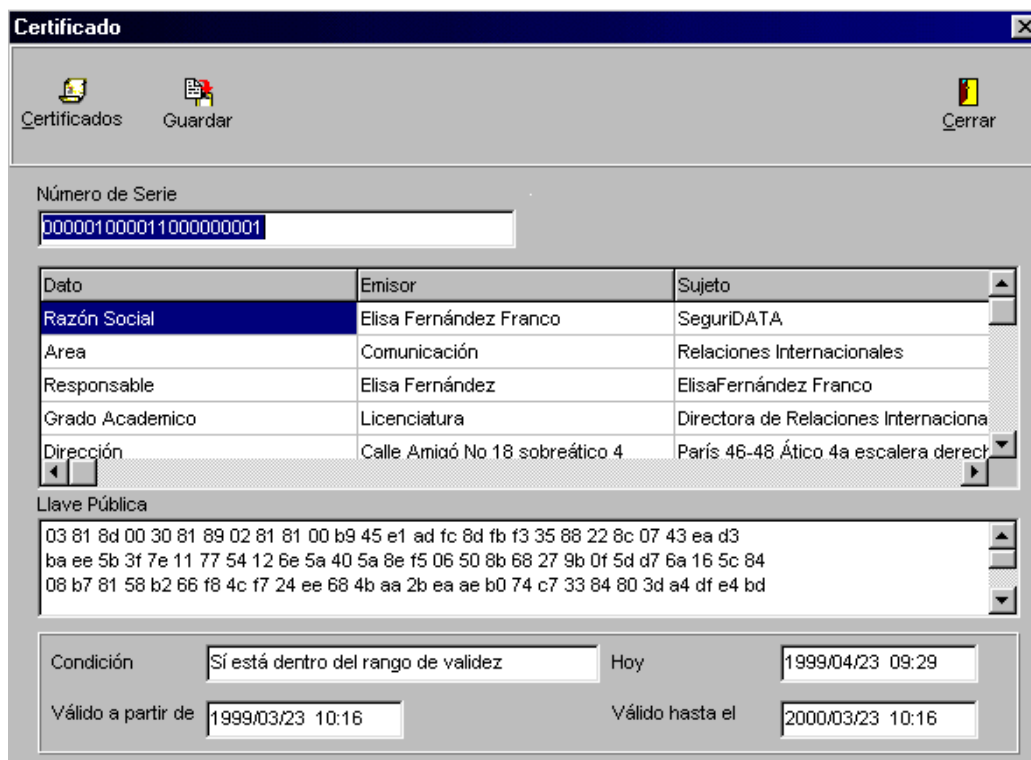 Certificado
Certificados Guardar Cerrar
Número de Serie
000001000011000000001
Dato Emisor Sujeto
Razón Social Elisa Fernández Franco SeguriDATA
Area Comunicación Relaciones Internacionales
Responsable Elisa Fernández ElisaFernández Franco
Grado Academico Licenciatura Directora de Relaciones Internaciona
Dirección Calle Amigó No 18 sobreático 4 París 46-48 Ático 4a escalera derech
Llave Pública
03 81 8d 00 30 81 89 02 81 81 00 b9 45 e1 ad fc 8d fb f3 35 88 22 8c 07 43 ea d3
ba ee 5b 3f 7e 11 77 54 12 6e 5a 40 5a 8e f5 06 50 8b 68 27 9b 0f 5d d7 6a 16 5c 84
08 b7 81 58 b2 66 f8 4c f7 24 ee 68 4b aa 2b ea ae b0 74 c7 33 84 80 3d a4 df e4 bd
Condición Sí está dentro del rango de validez Hoy 1999/04/23 09:29
Válido a partir de 1999/03/23 10:16 Válido hasta el 2000/03/23 10:16